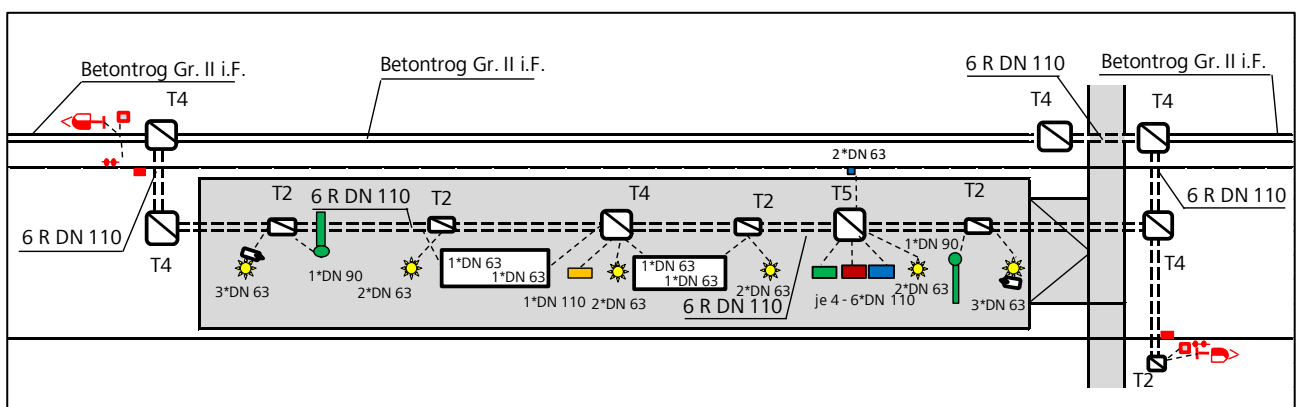 Betontrog Gr. II i.F.
Betontrog Gr. II i.F.
6 R DN 110
Betontrog Gr. II i.F.
T4
T4
T4
2*DN 63
T2
6 R DN 110
T2
T4
T2
T5
T2
6 R DN 110
6 R DN 110
T4
T4
1*DN 90
1*DN 90
1*DN 63
1*DN 63
1*DN 63
1*DN 63
3*DN 63
2*DN 63
1*DN 110
2*DN 63
2*DN 63
6 R DN 110
je 4 - 6*DN 110
2*DN 63
3*DN 63
T2